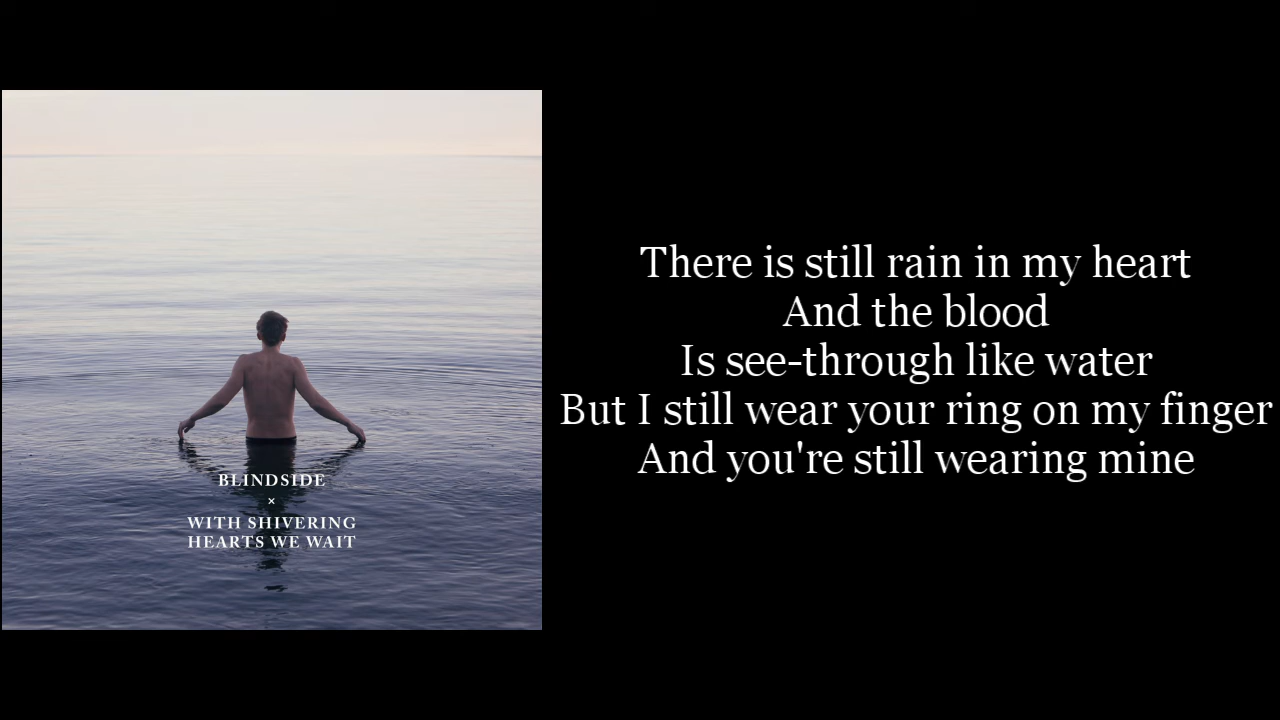 BLINDSIDE
×
WITH SHIVERING
HEARTS WE WAIT
There is still rain in my heart
And the blood
Is see-through like water
But I still wear your ring on my finger
And you're still wearing mine